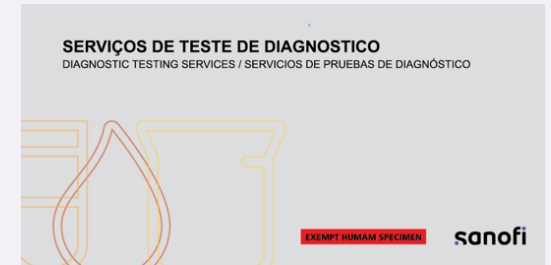 SERVIÇOS DE TESTE DE DIAGNOSTICO
DIAGNOSTIC TESTING SERVICES / SERVICIOS DE PRUEBAS DE DIAGNÓSTICO
EXEMPT HUMAM SPECIMEN
sanofi